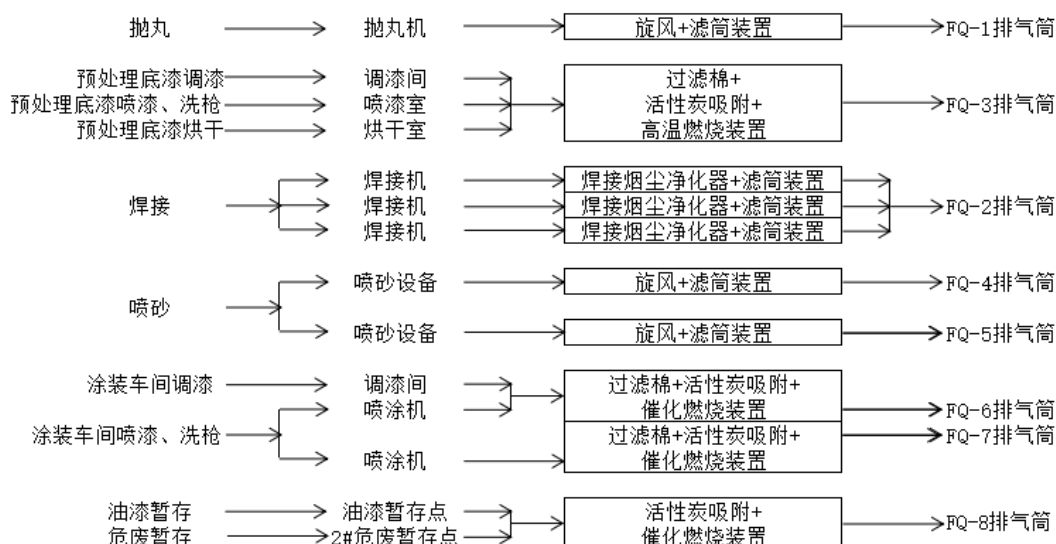 抛丸 抛丸机 旋风+滤筒装置 FQ-1排气筒
预处理底漆调漆 调漆间 过滤棉+
预处理底漆喷漆、洗枪 喷漆室 活性炭吸附+ FQ-3排气筒
预处理底漆烘干 烘干室 高温燃烧装置
焊接机 焊接烟尘净化器+滤筒装置
焊接 焊接机 焊接烟尘净化器+滤筒装置 FQ-2排气筒
焊接机 焊接烟尘净化器+滤筒装置
喷砂设备 旋风+滤筒装置 FQ-4排气筒
喷砂
喷砂设备 旋风+滤筒装置 FQ-5排气筒
涂装车间调漆 调漆间 过滤棉+活性炭吸附+
喷涂机 催化燃烧装置 FQ-6排气筒
涂装车间喷漆、洗枪 过滤棉+活性炭吸附+ FQ-7排气筒
喷涂机 催化燃烧装置
油漆暂存 油漆暂存点 活性炭吸附+
FQ-8排气筒
危废暂存 2#危废暂存点 催化燃烧装置